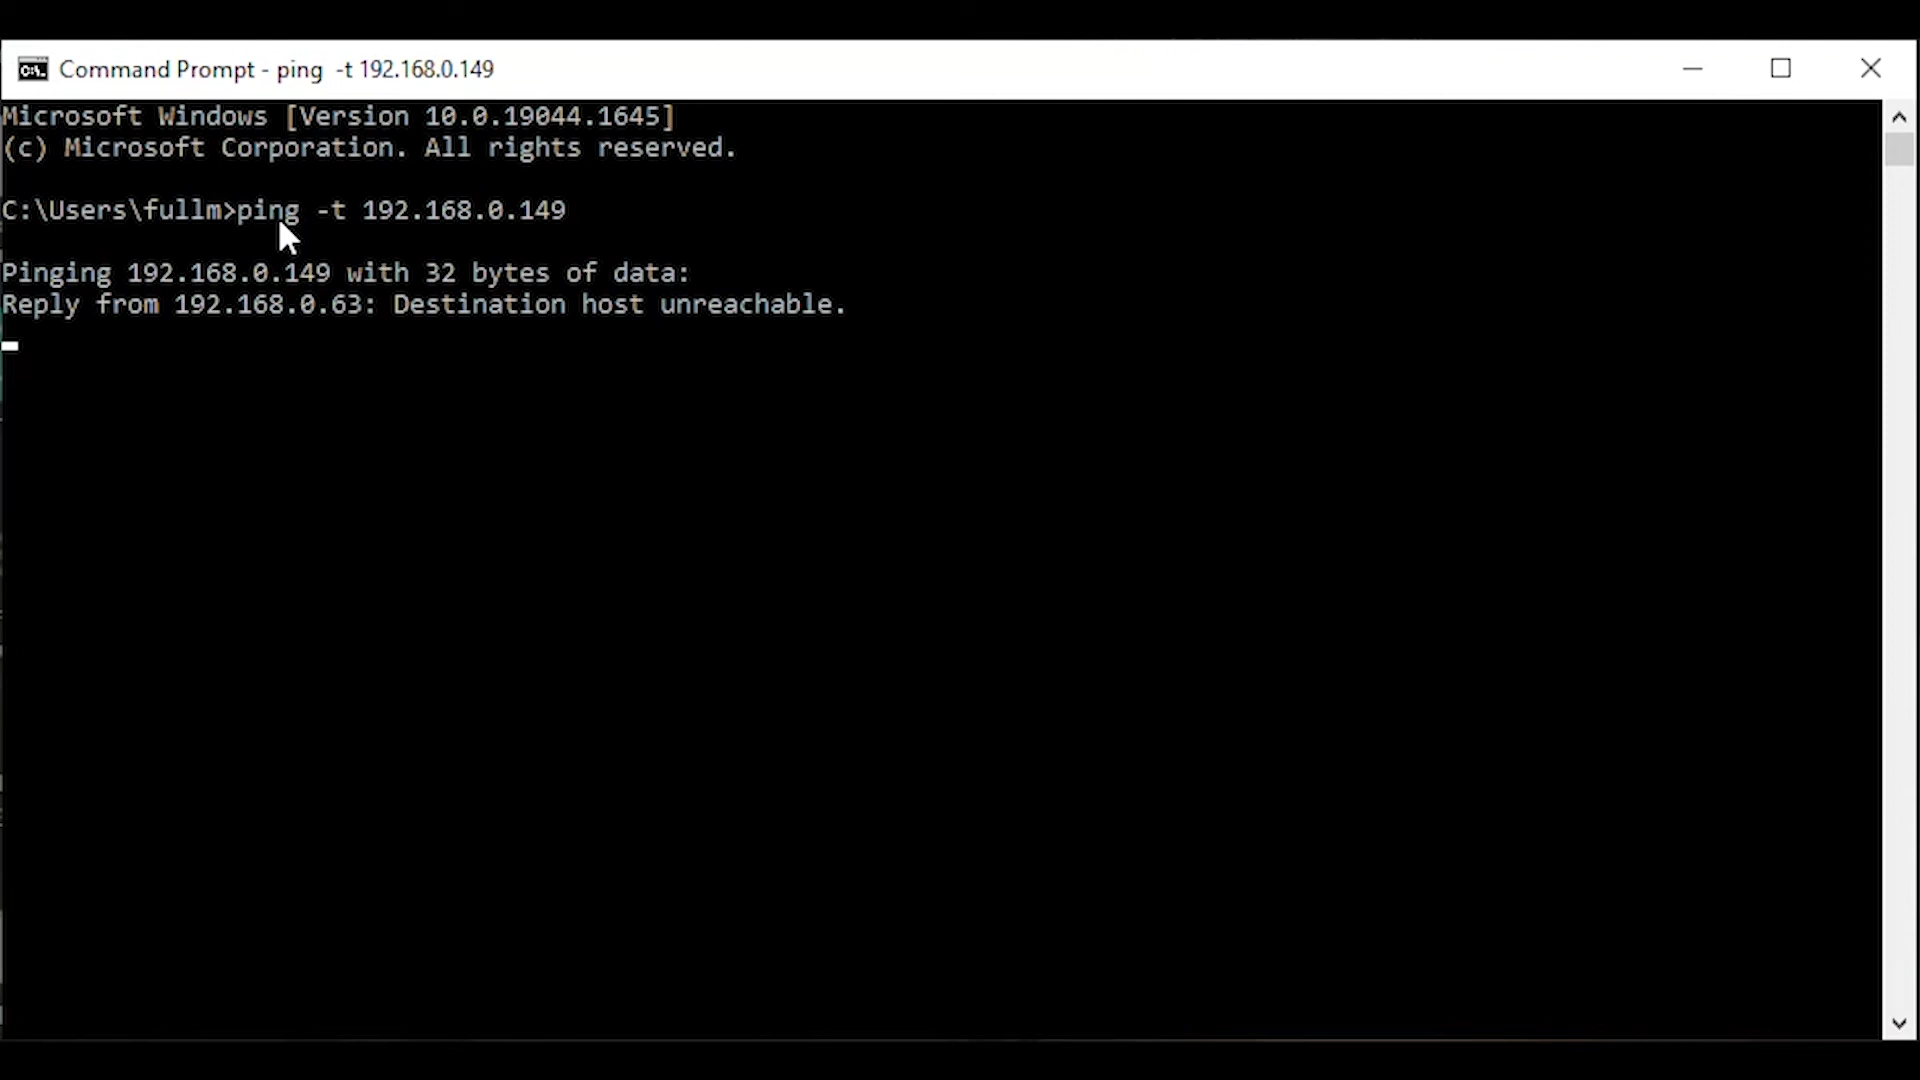 Command Prompt - ping  -t 192.168.0.149
Microsoft Windows [Version 10.0.19044.1645]
(c) Microsoft Corporation. All rights reserved.
C:\Users\fullm>ping -t 192.168.0.149
Pinging 192.168.0.149 with 32 bytes of data:
Reply from 192.168.0.63: Destination host unreachable.